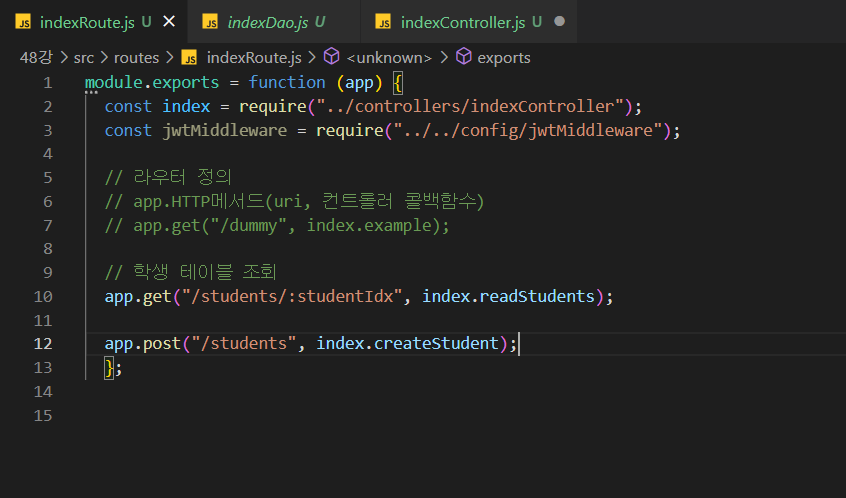 JS indexRoute.js U × JS indexDao.js U JS indexController.js U ●
48강 > src > routes > JS indexRoute.js > <unknown> > exports
1 module.exports = function (app) {
2 const index = require("../controllers/indexController");
3 const jwtMiddleware = require("../../config/jwtMiddleware");
4
5 // 라우터 정의
6 // app.HTTP메서드(uri, 컨트롤러 콜백함수)
7 // app.get("/dummy", index.example);
8
9 // 학생 테이블 조회
10 app.get("/students/:studentIdx", index.readStudents);
11
12 app.post("/students", index.createStudent);
13 };
14
15